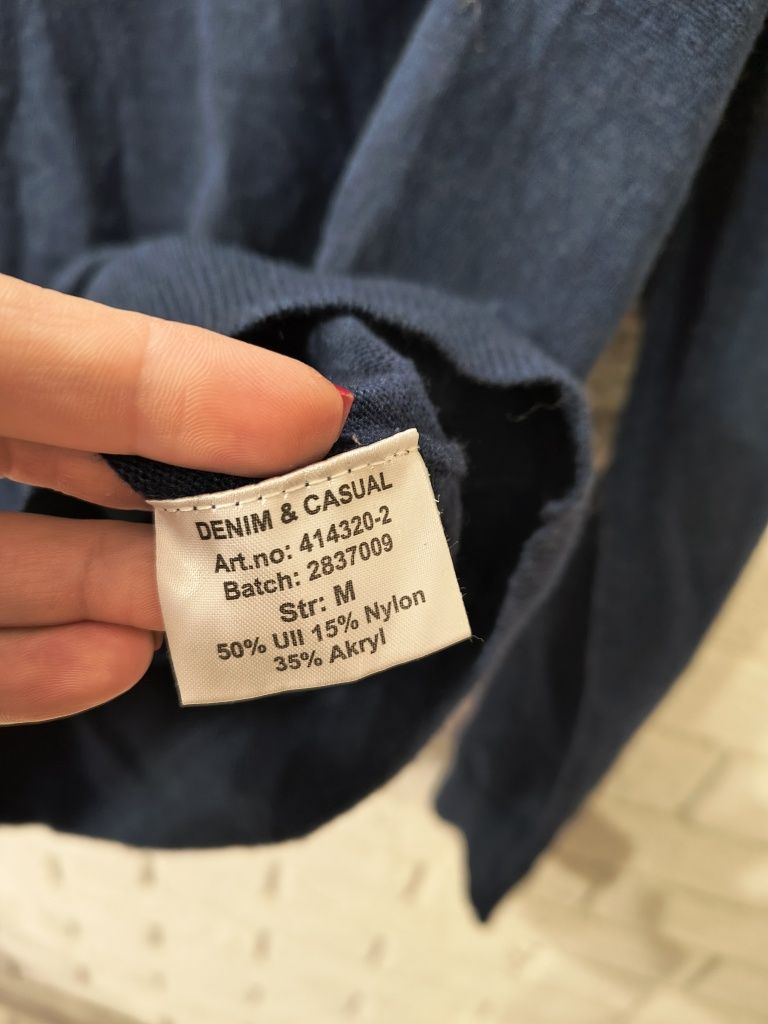 DENIM & CASUAL
Art.no: 414320-2
Batch: 2837009
Str: M
50% Ull 15% Nylon
35% Akryl